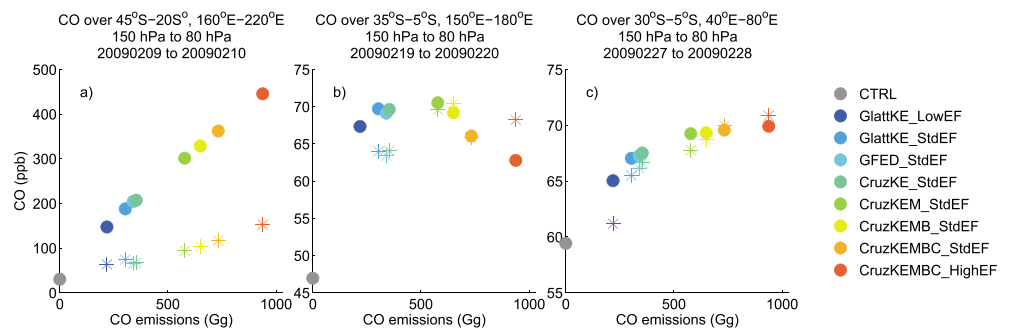 CO over 45°S−20S°, 160°E−220°E
150 hPa to 80 hPa
20090209 to 20090210
CO (ppb)
500
400
300
200
100
0
a)
0
500
1000
CO emissions (Gg)
CO over 35°S−5°S, 150°E−180°E
150 hPa to 80 hPa
20090219 to 20090220
75
70
65
60
55
50
45
b)
0
500
1000
CO emissions (Gg)
CO over 30°S−5°S, 40°E−80°E
150 hPa to 80 hPa
20090227 to 20090228
75
70
65
60
55
c)
0
500
1000
CO emissions (Gg)
CTRL
GlattKE_LowEF
GlattKE_StdEF
GFED_StdEF
CruzKE_StdEF
CruzKEM_StdEF
CruzKEMB_StdEF
CruzKEMBC_StdEF
CruzKEMBC_HighEF